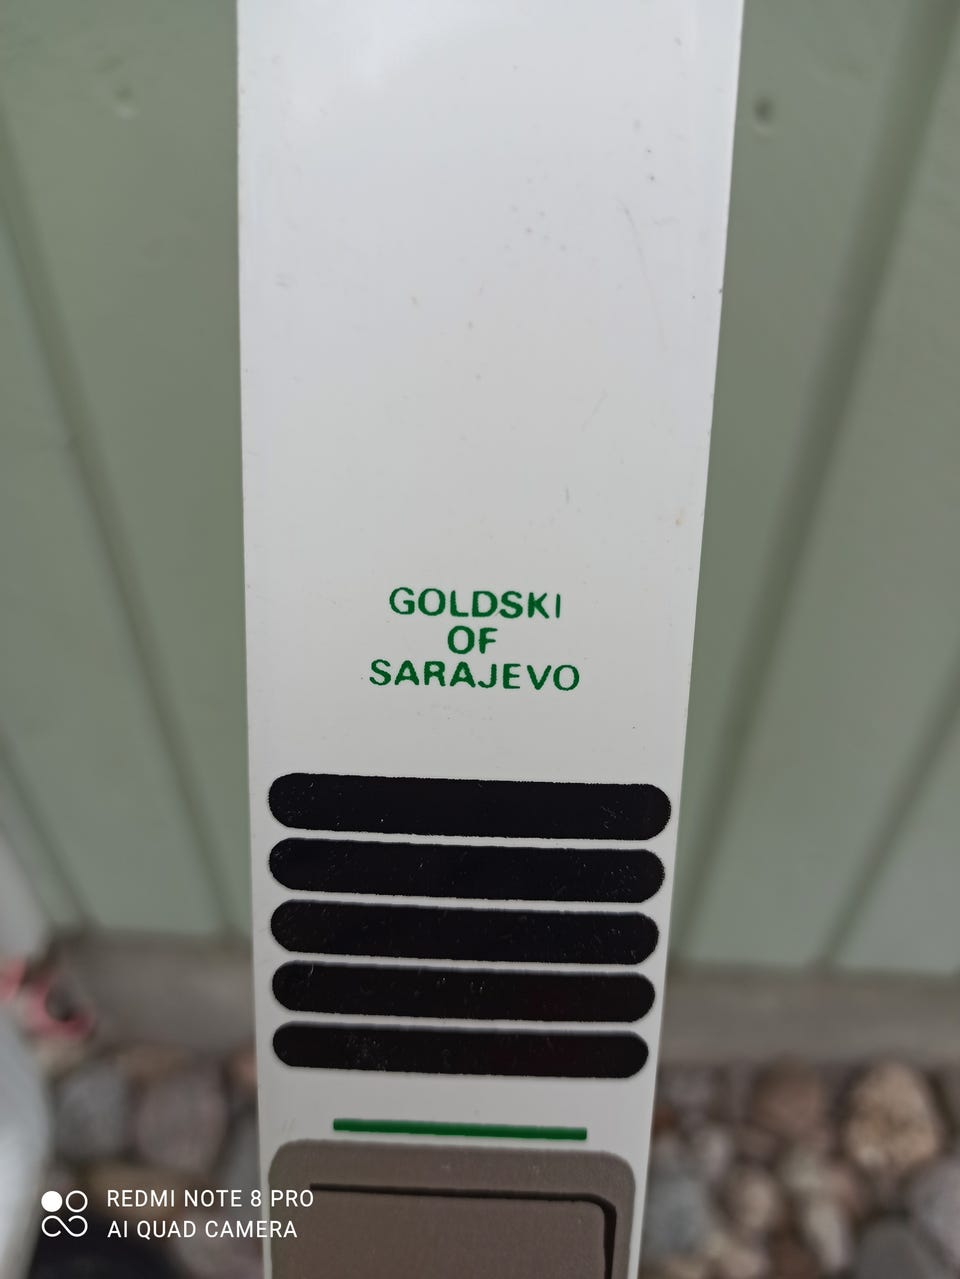 GOLDSKI
OF
SARAJEVO
REDMI NOTE 8 PRO
AI QUAD CAMERA